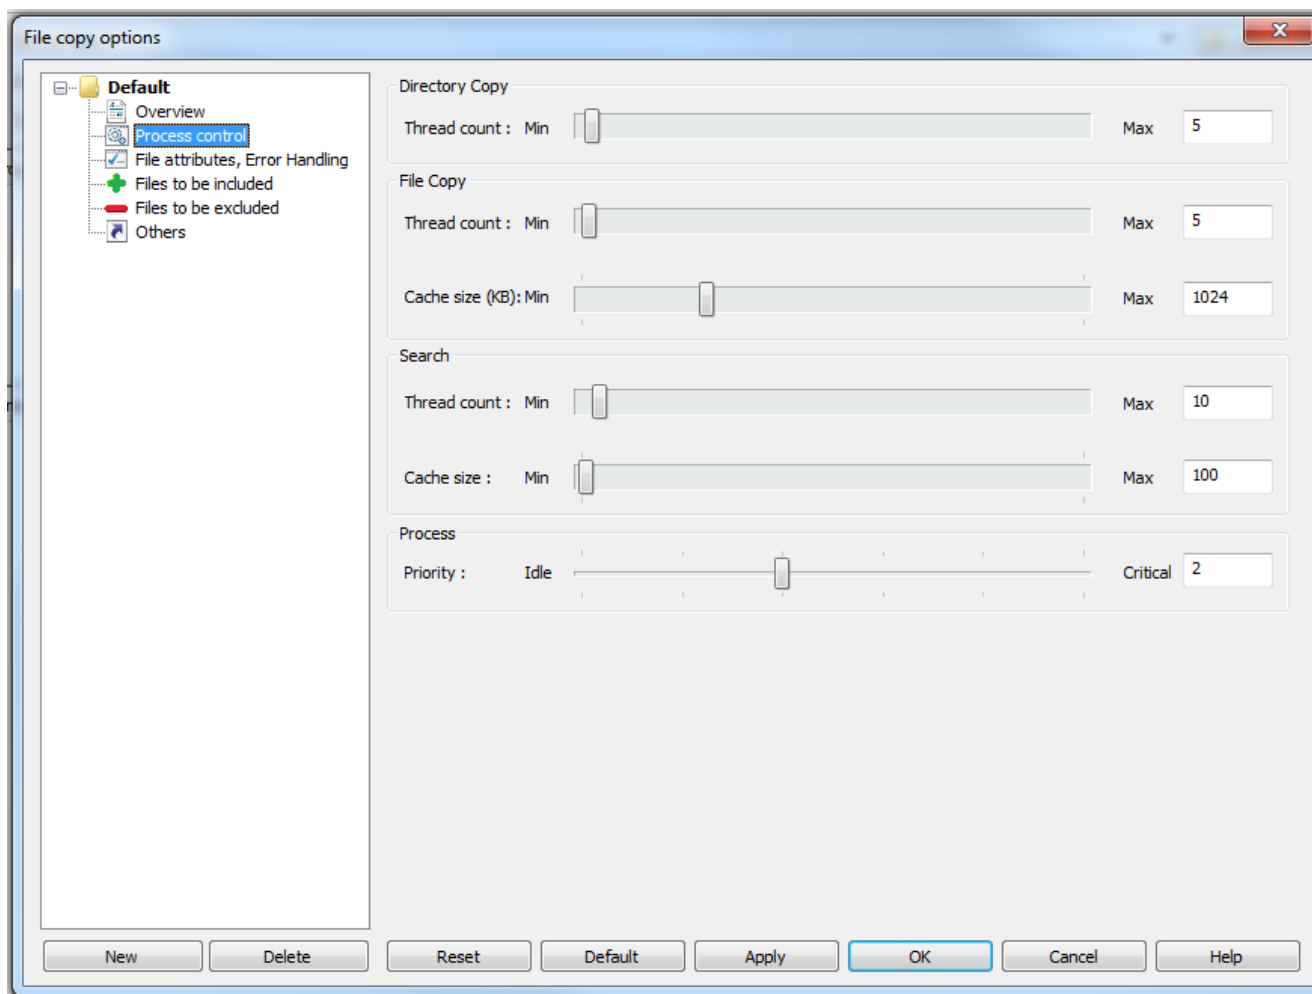 File copy options
Default
Overview
Process control
File attributes, Error Handling
Files to be included
Files to be excluded
Others
Directory Copy
Thread count : Min Max 5
File Copy
Thread count : Min Max 5
Cache size (KB): Min Max 1024
Search
Thread count : Min Max 10
Cache size : Min Max 100
Process
Priority : Idle Critical 2
New Delete Reset Default Apply OK Cancel Help